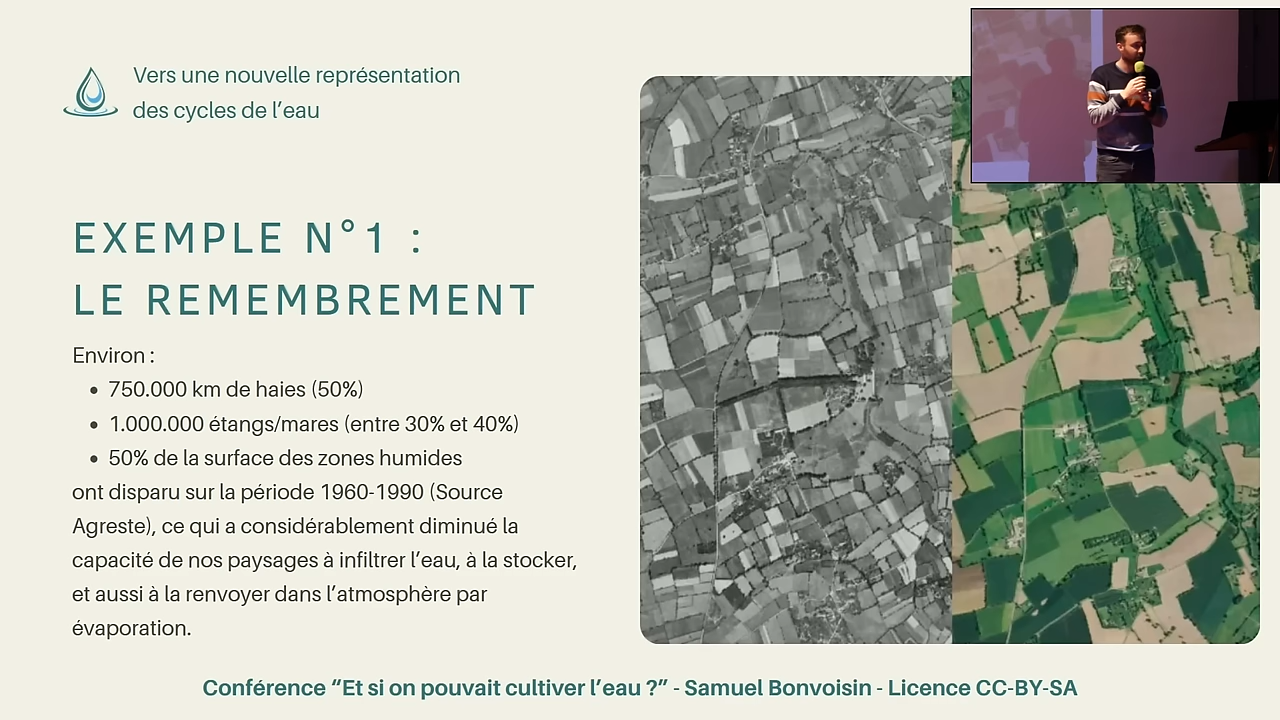 Vers une nouvelle représentation
des cycles de l’eau
EXEMPLE N°1 :
LE REMEMBREMENT
Environ :
• 750.000 km de haies (50%)
• 1.000.000 étangs/mares (entre 30% et 40%)
• 50% de la surface des zones humides
ont disparu sur la période 1960-1990 (Source
Agreste), ce qui a considérablement diminué la
capacité de nos paysages à infiltrer l’eau, à la stocker,
et aussi à la renvoyer dans l’atmosphère par
évaporation.
Conférence “Et si on pouvait cultiver l’eau ?” - Samuel Bonvoisin - Licence CC-BY-SA